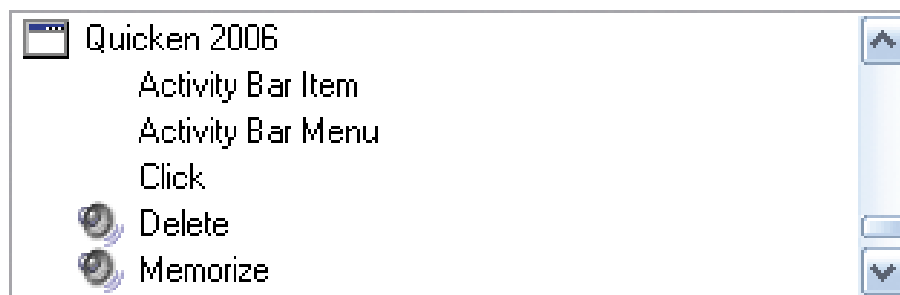 Quicken 2006
Activity Bar Item
Activity Bar Menu
Click
Delete
Memorize